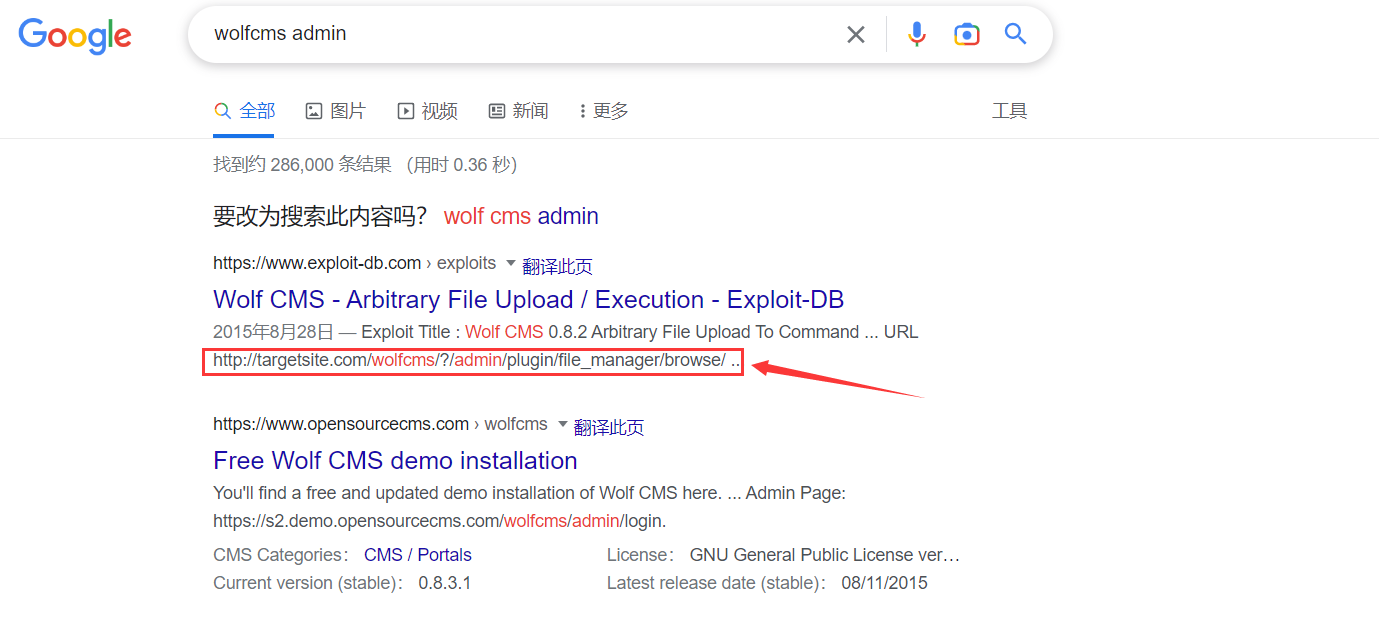 Google
wolfcms admin
全部 图片 视频 新闻 更多 工具
找到约 286,000 条结果 （用时 0.36 秒）
要改为搜索此内容吗？ wolf cms admin
https://www.exploit-db.com › exploits 翻译此页
Wolf CMS - Arbitrary File Upload / Execution - Exploit-DB
2015年8月28日 — Exploit Title : Wolf CMS 0.8.2 Arbitrary File Upload To Command ... URL
http://targetsite.com/wolfcms/?/admin/plugin/file_manager/browse/ ..
https://www.opensourcecms.com › wolfcms 翻译此页
Free Wolf CMS demo installation
You'll find a free and updated demo installation of Wolf CMS here. ... Admin Page:
https://s2.demo.opensourcecms.com/wolfcms/admin/login.
CMS Categories： CMS / Portals License： GNU General Public License ver…
Current version (stable)： 0.8.3.1 Latest release date (stable)： 08/11/2015